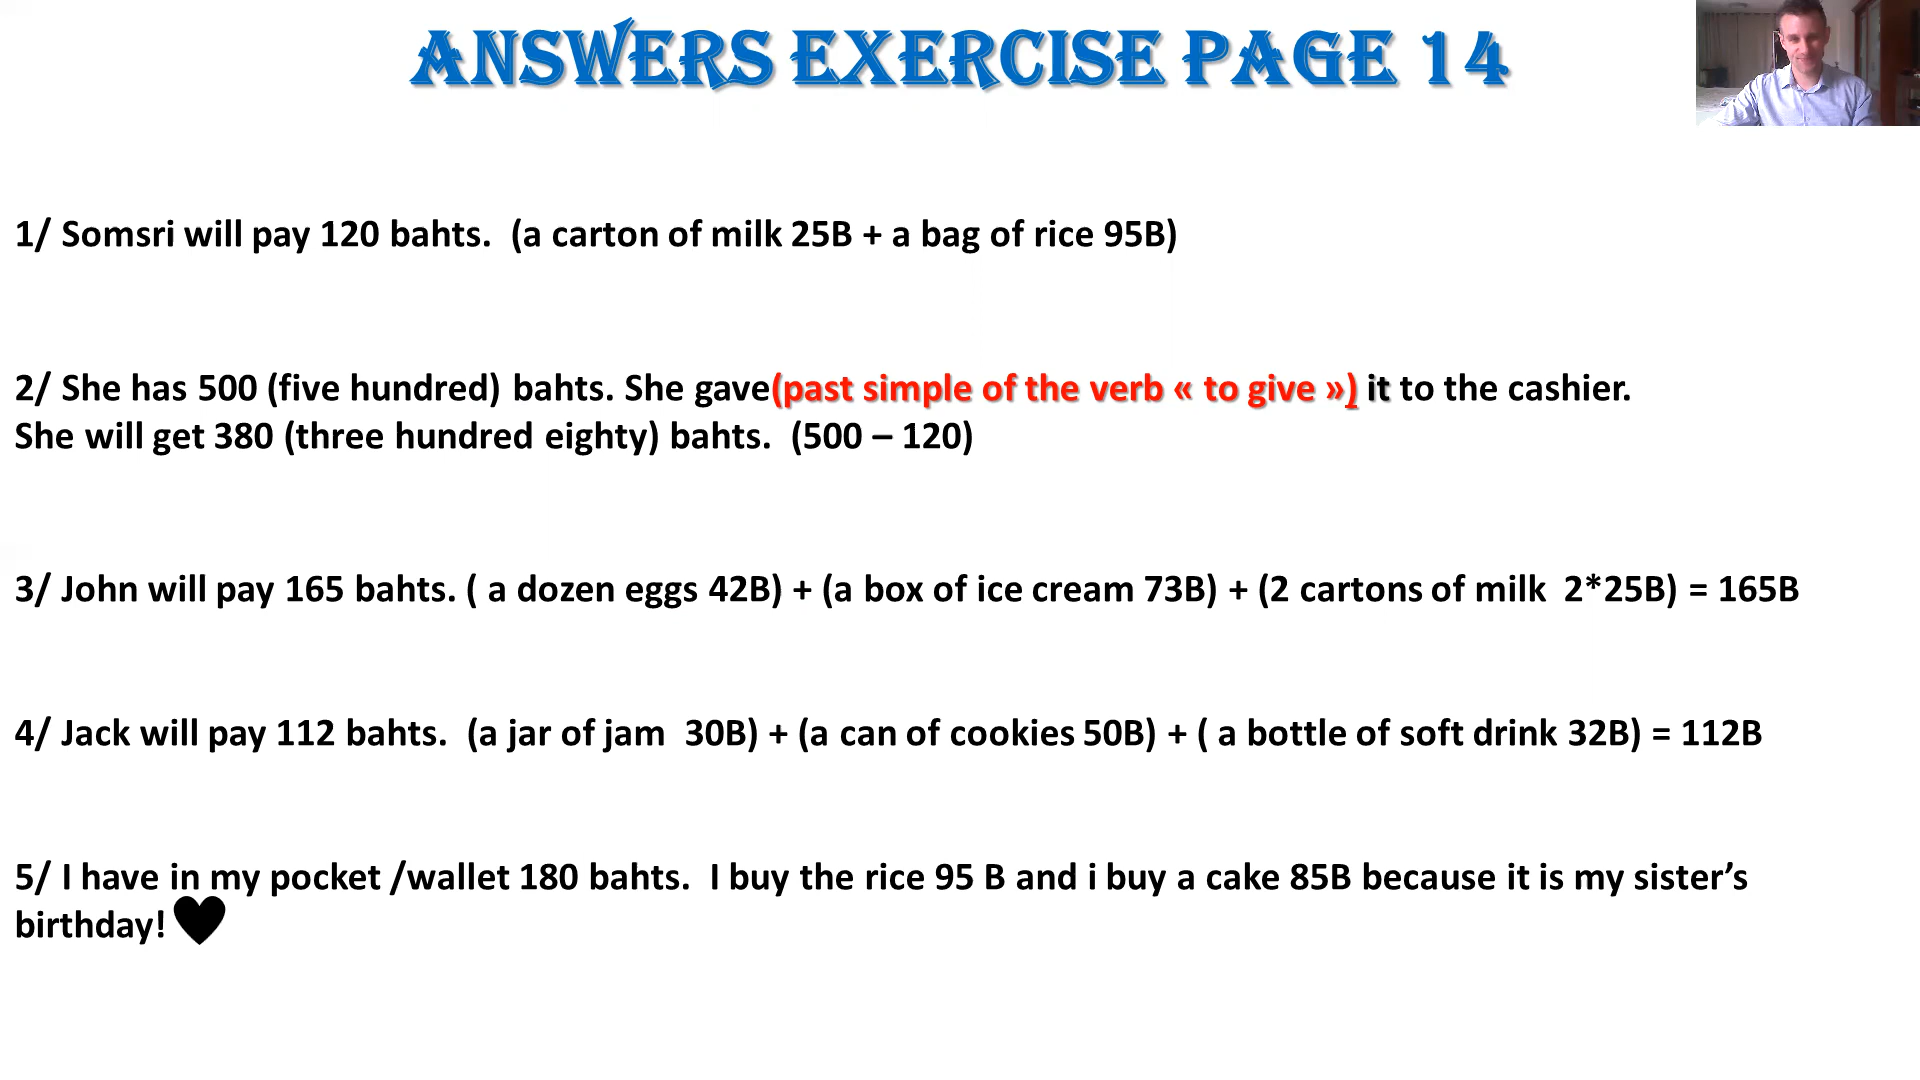 ANSWERS EXERCISE PAGE 14
1/ Somsri will pay 120 bahts.  (a carton of milk 25B + a bag of rice 95B)
2/ She has 500 (five hundred) bahts. She gave(past simple of the verb « to give ») it to the cashier.
She will get 380 (three hundred eighty) bahts.  (500 – 120)
3/ John will pay 165 bahts. ( a dozen eggs 42B) + (a box of ice cream 73B) + (2 cartons of milk  2*25B) = 165B
4/ Jack will pay 112 bahts.  (a jar of jam  30B) + (a can of cookies 50B) + ( a bottle of soft drink 32B) = 112B
5/ I have in my pocket /wallet 180 bahts.  I buy the rice 95 B and i buy a cake 85B because it is my sister’s
birthday!